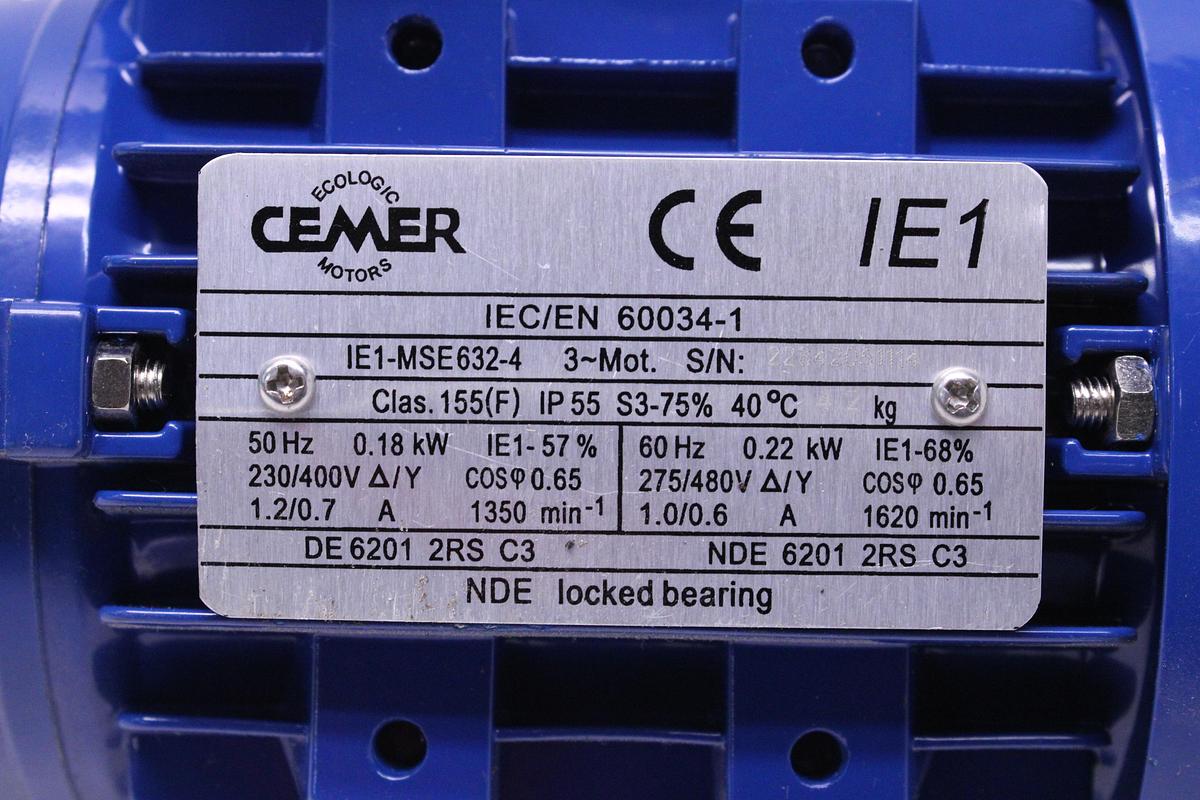 ECOLOGIC
CEMER
MOTORS
CE
IE1
IEC/EN 60034-1
IE1-MSE632-4 3~Mot. S/N:
Clas. 155(F) IP 55 S3-75% 40°C kg
50 Hz 0.18 kW IE1-57 %
230/400V Δ/Y COSφ 0.65
1.2/0.7 A 1350 min-1
60 Hz 0.22 kW IE1-68%
275/480V Δ/Y COSφ 0.65
1.0/0.6 A 1620 min-1
DE 6201 2RS C3 NDE 6201 2RS C3
NDE locked bearing